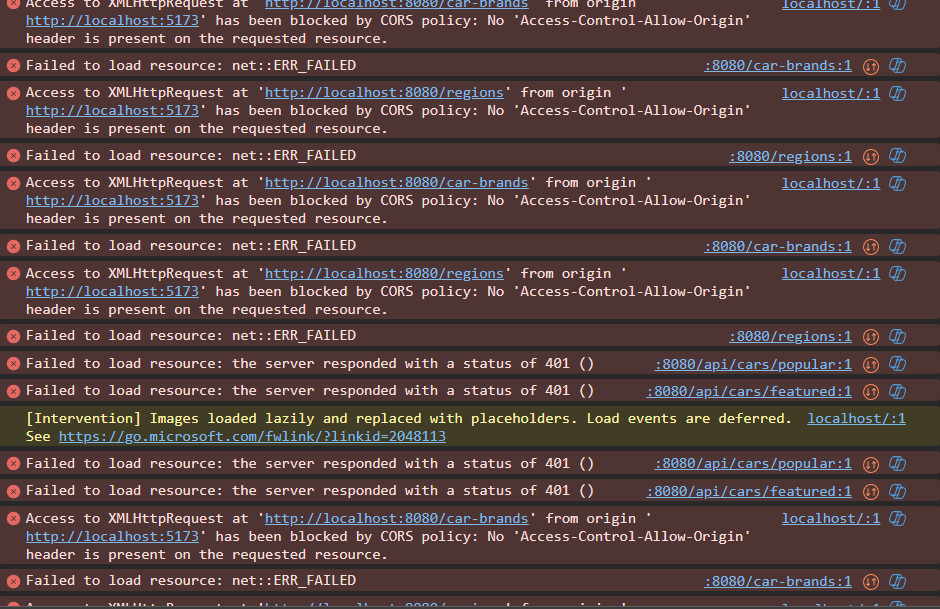 Access to XMLHttpRequest at 'http://localhost:8080/car-brands' from origin ' localhost/:1
http://localhost:5173' has been blocked by CORS policy: No 'Access-Control-Allow-Origin'
header is present on the requested resource.
Failed to load resource: net::ERR_FAILED :8080/car-brands:1
Access to XMLHttpRequest at 'http://localhost:8080/regions' from origin ' localhost/:1
http://localhost:5173' has been blocked by CORS policy: No 'Access-Control-Allow-Origin'
header is present on the requested resource.
Failed to load resource: net::ERR_FAILED :8080/regions:1
Access to XMLHttpRequest at 'http://localhost:8080/car-brands' from origin ' localhost/:1
http://localhost:5173' has been blocked by CORS policy: No 'Access-Control-Allow-Origin'
header is present on the requested resource.
Failed to load resource: net::ERR_FAILED :8080/car-brands:1
Access to XMLHttpRequest at 'http://localhost:8080/regions' from origin ' localhost/:1
http://localhost:5173' has been blocked by CORS policy: No 'Access-Control-Allow-Origin'
header is present on the requested resource.
Failed to load resource: net::ERR_FAILED :8080/regions:1
Failed to load resource: the server responded with a status of 401 () :8080/api/cars/popular:1
Failed to load resource: the server responded with a status of 401 () :8080/api/cars/featured:1
[Intervention] Images loaded lazily and replaced with placeholders. Load events are deferred. localhost/:1
See https://go.microsoft.com/fwlink/?linkid=2048113
Failed to load resource: the server responded with a status of 401 () :8080/api/cars/popular:1
Failed to load resource: the server responded with a status of 401 () :8080/api/cars/featured:1
Access to XMLHttpRequest at 'http://localhost:8080/car-brands' from origin ' localhost/:1
http://localhost:5173' has been blocked by CORS policy: No 'Access-Control-Allow-Origin'
header is present on the requested resource.
Failed to load resource: net::ERR_FAILED :8080/car-brands:1